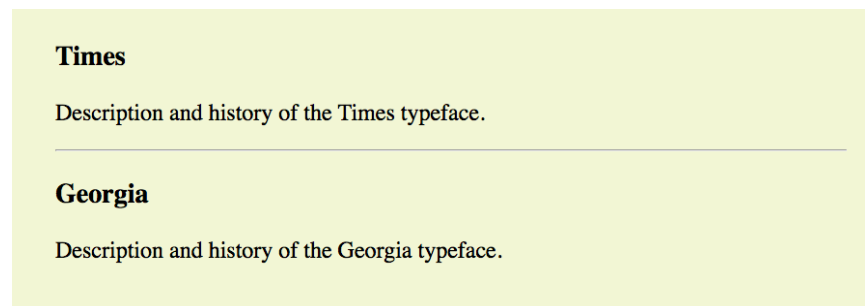 Times
Description and history of the Times typeface.
Georgia
Description and history of the Georgia typeface.